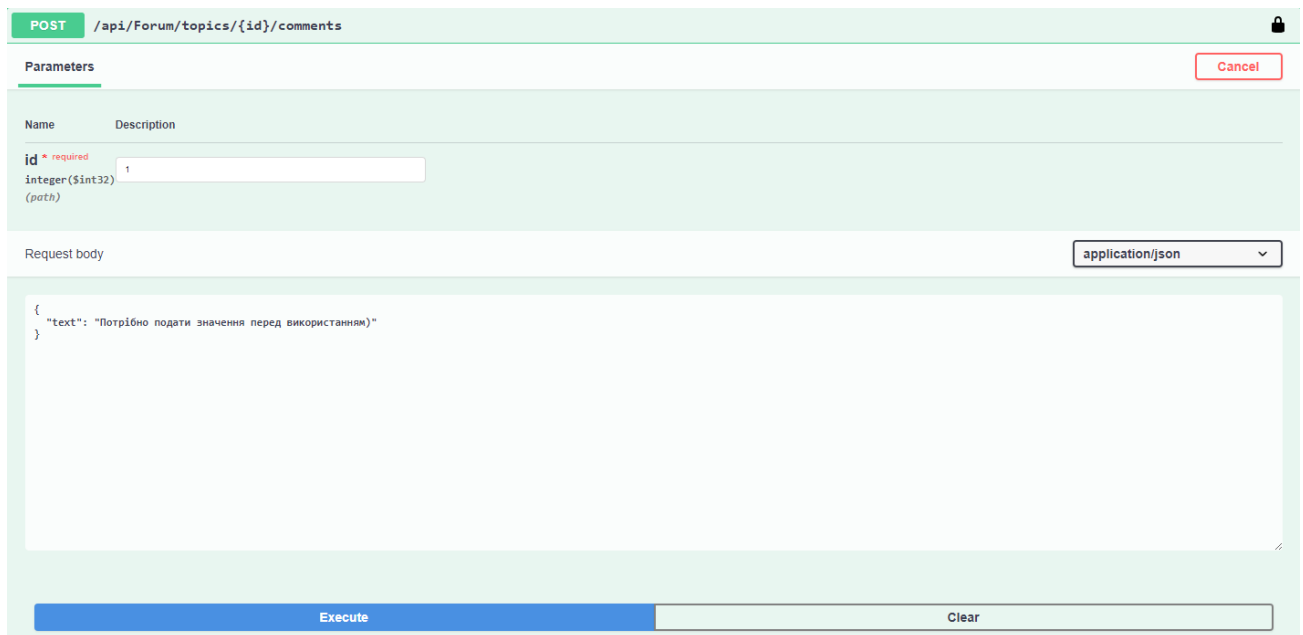 POST /api/Forum/topics/{id}/comments
Parameters
Cancel
Name Description
id * required
integer($int32)
(path)
1
Request body
application/json
{
"text": "Потрібно подати значення перед використанням)"
}
Execute
Clear